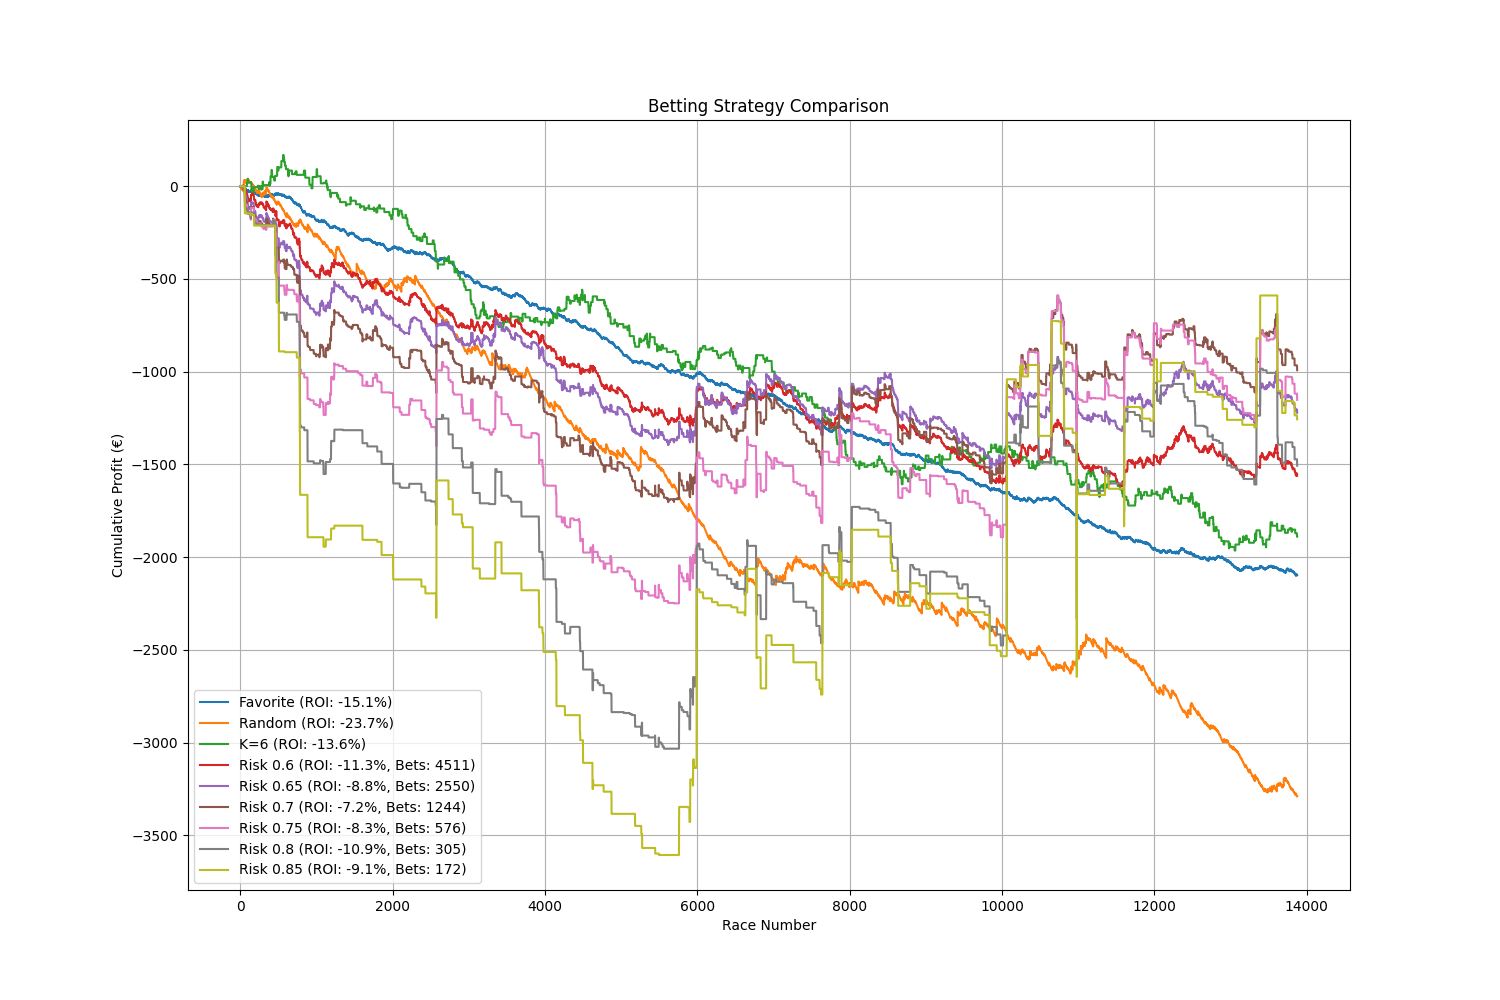 Betting Strategy Comparison
Cumulative Profit (€)
0
−500
−1000
−1500
−2000
−2500
−3000
−3500
Favorite (ROI: -15.1%)
Random (ROI: -23.7%)
K=6 (ROI: -13.6%)
Risk 0.6 (ROI: -11.3%, Bets: 4511)
Risk 0.65 (ROI: -8.8%, Bets: 2550)
Risk 0.7 (ROI: -7.2%, Bets: 1244)
Risk 0.75 (ROI: -8.3%, Bets: 576)
Risk 0.8 (ROI: -10.9%, Bets: 305)
Risk 0.85 (ROI: -9.1%, Bets: 172)
0 2000 4000 6000 8000 10000 12000 14000
Race Number